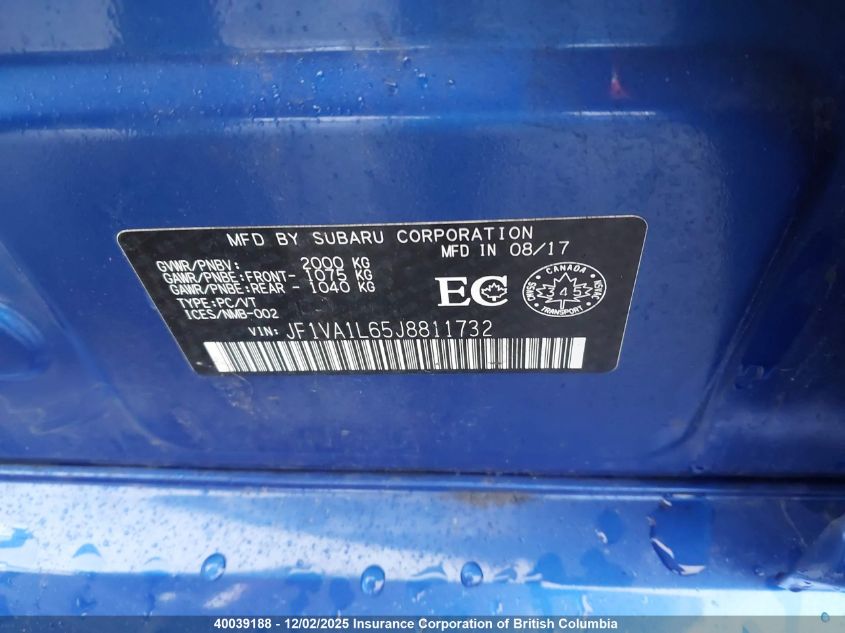 MFD BY SUBARU CORPORATION
MFD IN 08/17
GVWR/PNBV: 2000 KG
GAWR/PNBE:FRONT- 1075 KG
GAWR/PNBE:REAR - 1040 KG
TYPE:PC/VT
ICES/NMB-002
EC
CANADA
TRANSPORT
345
VIN: JF1VA1L65J8811732
40039188 - 12/02/2025 Insurance Corporation of British Columbia